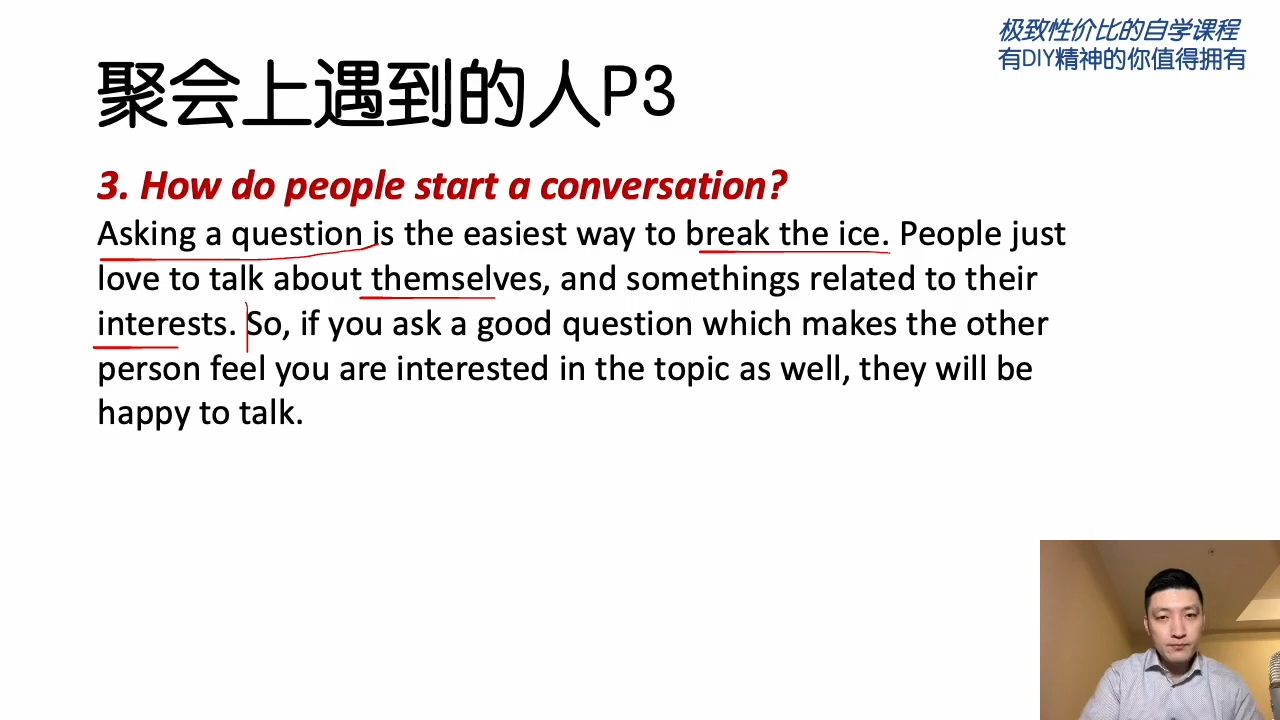 极致性价比的自学课程
有DIY精神的你值得拥有
聚会上遇到的人P3
3. How do people start a conversation?
Asking a question is the easiest way to break the ice. People just
love to talk about themselves, and somethings related to their
interests. So, if you ask a good question which makes the other
person feel you are interested in the topic as well, they will be
happy to talk.